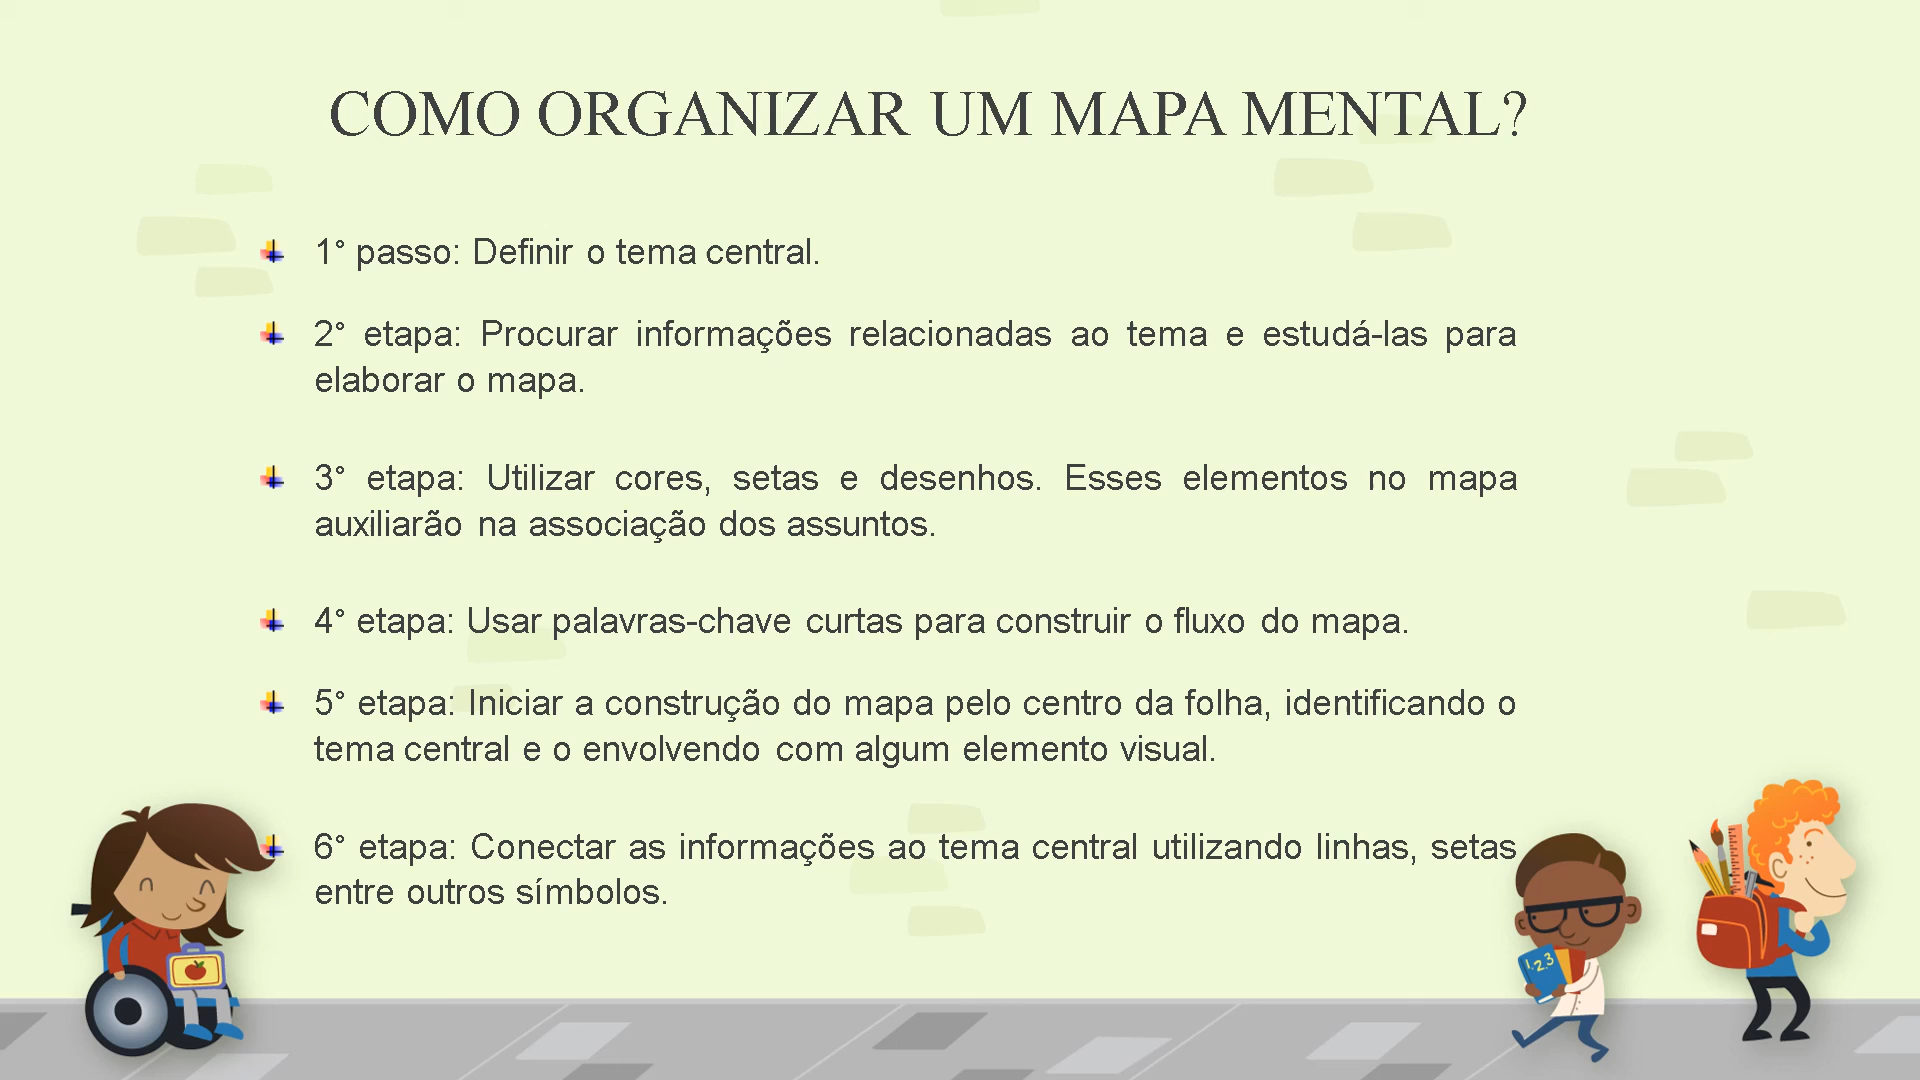 COMO ORGANIZAR UM MAPA MENTAL?
1° passo: Definir o tema central.
2° etapa: Procurar informações relacionadas ao tema e estudá-las para
elaborar o mapa.
3° etapa: Utilizar cores, setas e desenhos. Esses elementos no mapa
auxiliarão na associação dos assuntos.
4° etapa: Usar palavras-chave curtas para construir o fluxo do mapa.
5° etapa: Iniciar a construção do mapa pelo centro da folha, identificando o
tema central e o envolvendo com algum elemento visual.
6° etapa: Conectar as informações ao tema central utilizando linhas, setas
entre outros símbolos.
1,2,3